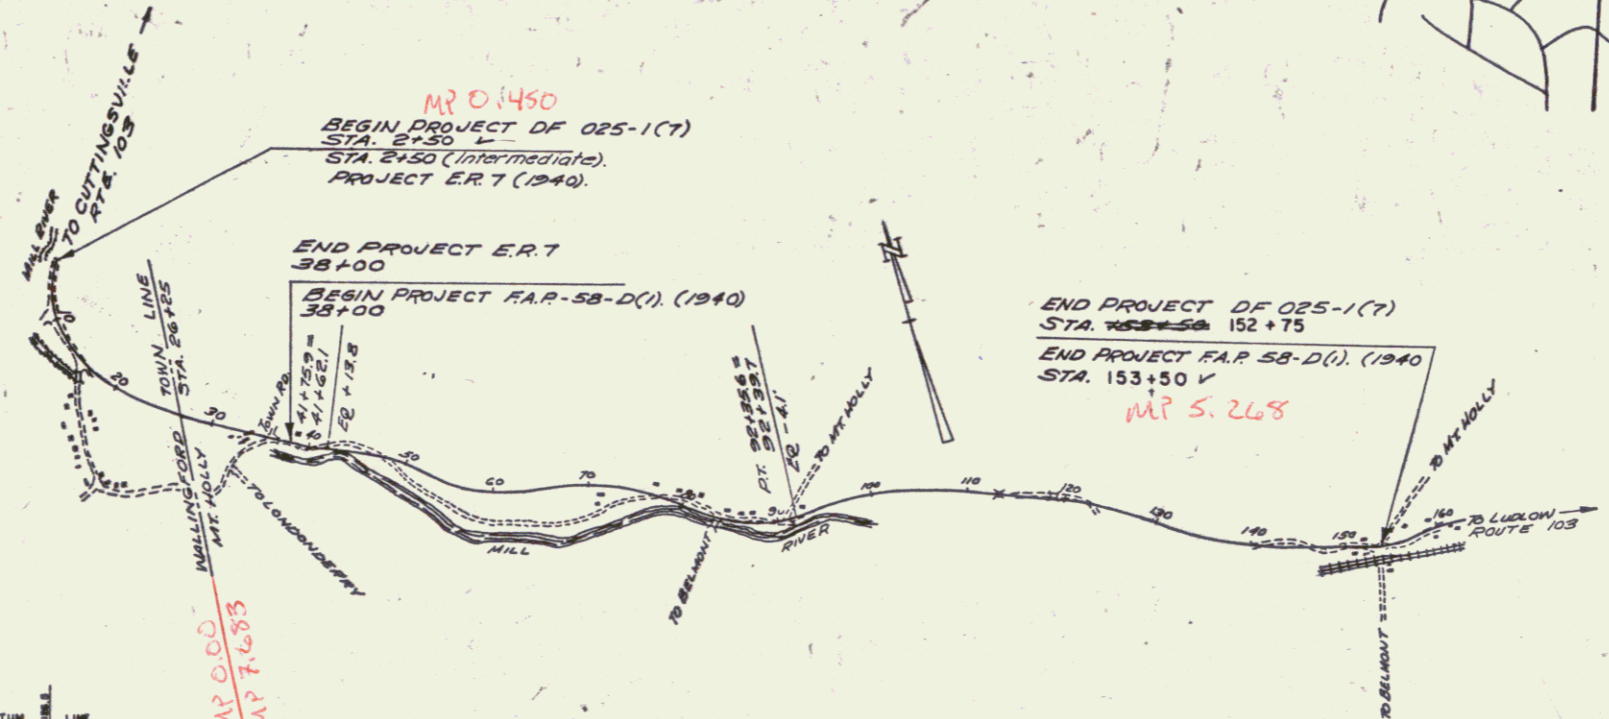 MP 0.450
BEGIN PROJECT DF 025-1(7)
STA. 2+50 ✓
STA. 2+50 (Intermediate).
PROJECT E.R. 7 (1940).
TO CUTTINGSVILLE
RTE. 103
MILL RIVER
END PROJECT E.R. 7
38+00
BEGIN PROJECT F.A.P.-58-D(1). (1940)
38+00
END PROJECT DF 025-1(7)
STA. 152+75
END PROJECT F.A.P. 58-D(1). (1940
STA. 153+50 ✓
MP 5.268
WALLINGFORD TOWN LINE
MT. HOLLY STA. 26+25
TOWN RD.
41+75.9 =
41+62.1
EQ + 13.8
P.T. 92+35.6 =
92+39.7
EQ - 4.1'
TO MT. HOLLY
TO MT. HOLLY
N
20
30
40
50
60
70
100
110
120
130
140
150
160
TO LUDLOW
ROUTE 103
TO LONDONDERRY
MILL
RIVER
TO BELMONT
TO BELMONT
MP 0.00
MP 7.683